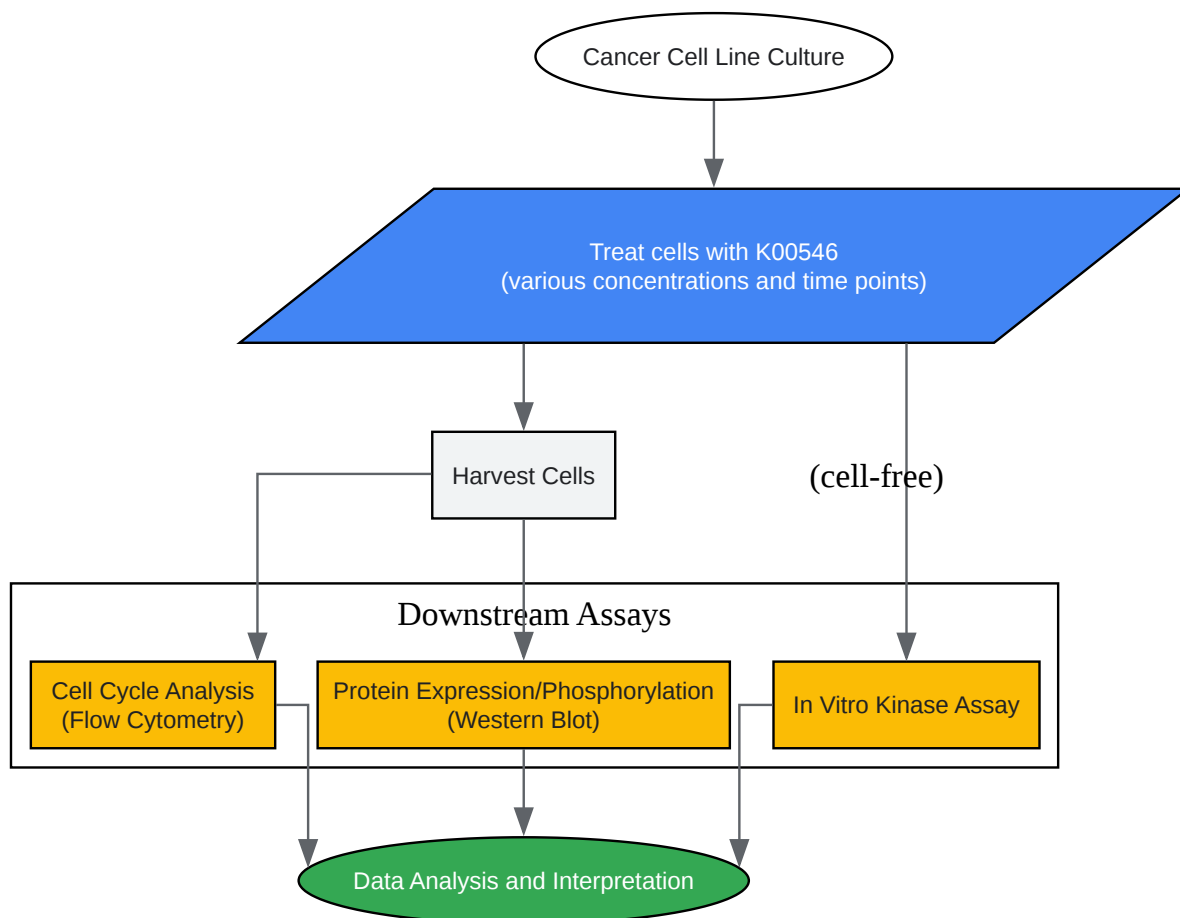 Cancer Cell Line Culture
Treat cells with K00546
(various concentrations and time points)
Harvest Cells
(cell-free)
Downstream Assays
Cell Cycle Analysis
(Flow Cytometry)
Protein Expression/Phosphorylation
(Western Blot)
In Vitro Kinase Assay
Data Analysis and Interpretation